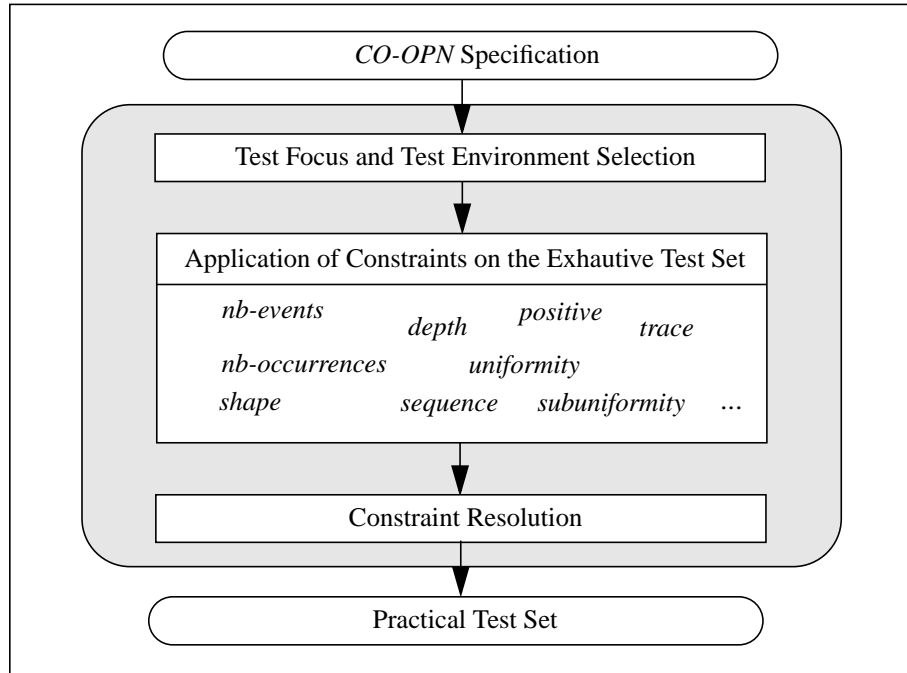 CO-OPN Specification
Test Focus and Test Environment Selection
Application of Constraints on the Exhautive Test Set
nb-events depth positive trace
nb-occurrences uniformity
shape sequence subuniformity ...
Constraint Resolution
Practical Test Set